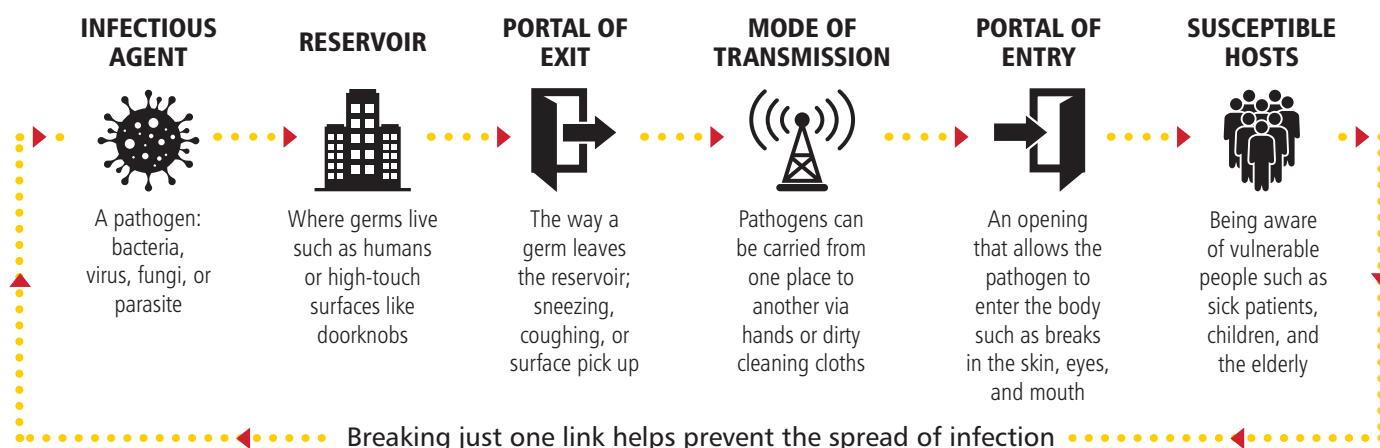 INFECTIOUS
AGENT
A pathogen:
bacteria,
virus, fungi, or
parasite
RESERVOIR
Where germs live
such as humans
or high-touch
surfaces like
doorknobs
PORTAL OF
EXIT
The way a
germ leaves
the reservoir;
sneezing,
coughing, or
surface pick up
MODE OF
TRANSMISSION
Pathogens can
be carried from
one place to
another via
hands or dirty
cleaning cloths
PORTAL OF
ENTRY
An opening
that allows the
pathogen to
enter the body
such as breaks
in the skin, eyes,
and mouth
SUSCEPTIBLE
HOSTS
Being aware
of vulnerable
people such as
sick patients,
children, and
the elderly
Breaking just one link helps prevent the spread of infection